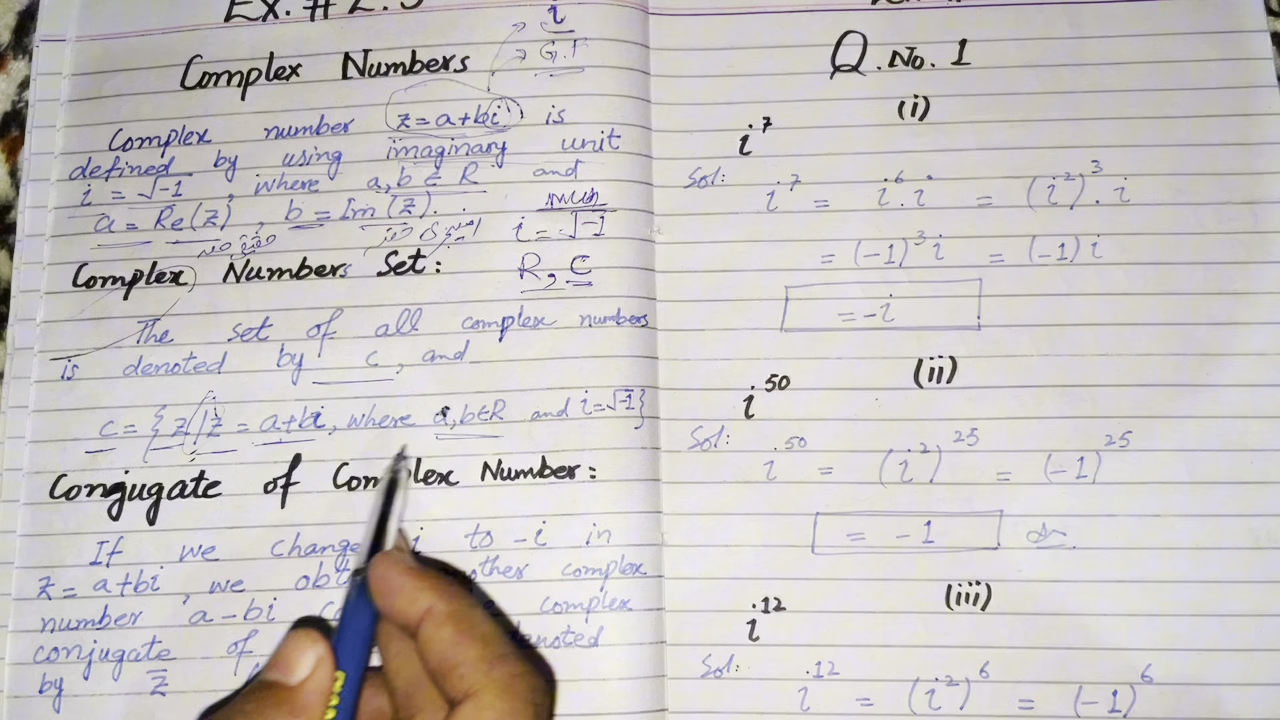 Ex. # 2.5
i
G.F
Complex Numbers
Complex number z = a+bi is
defined by using imaginary unit
i = √-1, where a,b ∈ R and
a = Re(z), b = Im(z).
i = √-1
R, C
Complex Numbers Set:
The set of all complex numbers
is denoted by C, and
C = {z | z = a+bi, where a,b∈R and i=√-1}
Conjugate of Complex Number:
If we change i to -i in
z = a+bi, we other complex
number a-bi complex
conjugate of denoted
by z̅
Q. No. 1
(i)
i⁷
Sol: i⁷ = i⁶.i = (i²)³.i
= (-1)³i = (-1)i
= -i
(ii)
i⁵⁰
Sol: i⁵⁰ = (i²)²⁵ = (-1)²⁵
= -1
(iii)
i¹²
Sol: i¹² = (i²)⁶ = (-1)⁶